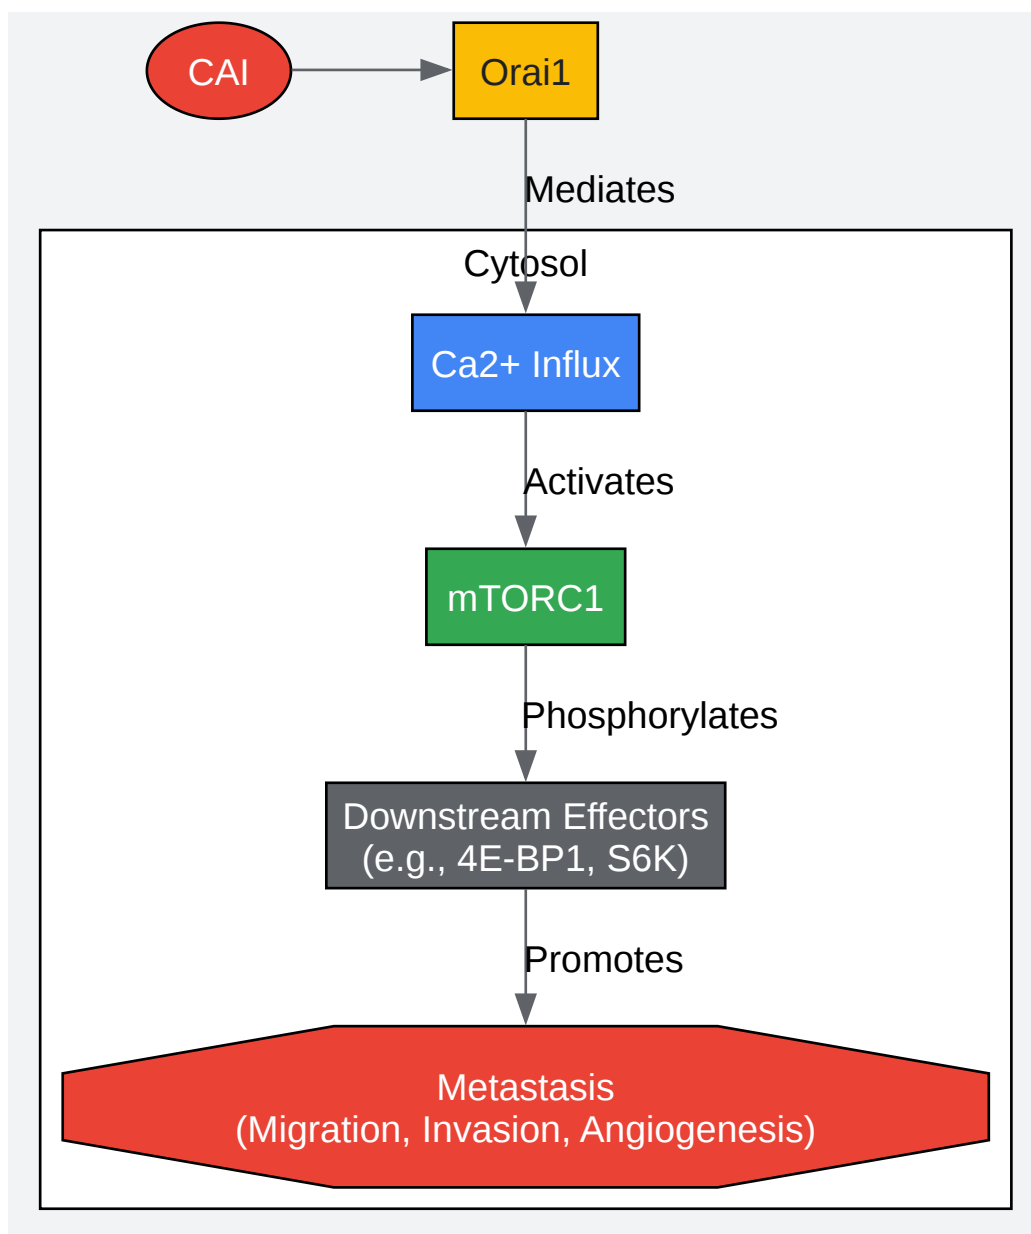 CAI
Orai1
Mediates
Cytosol
Ca2+ Influx
Activates
mTORC1
Phosphorylates
Downstream Effectors
(e.g., 4E-BP1, S6K)
Promotes
Metastasis
(Migration, Invasion, Angiogenesis)